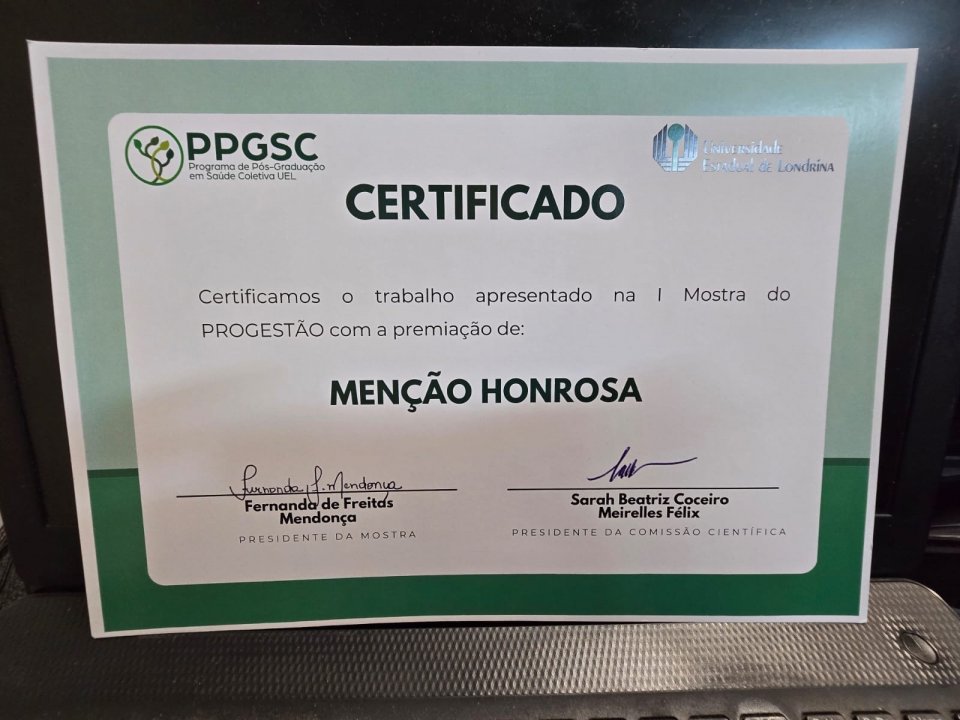 PPGSC
Programa de Pós-Graduação
em Saúde Coletiva UEL
Universidade
Estadual de Londrina
CERTIFICADO
Certificamos o trabalho apresentado na I Mostra do
PROGESTÃO com a premiação de:
MENÇÃO HONROSA
Fernanda F. Mendonça
Fernanda de Freitas
Mendonça
PRESIDENTE DA MOSTRA
Sarah Beatriz Coceiro
Meirelles Félix
PRESIDENTE DA COMISSÃO CIENTÍFICA